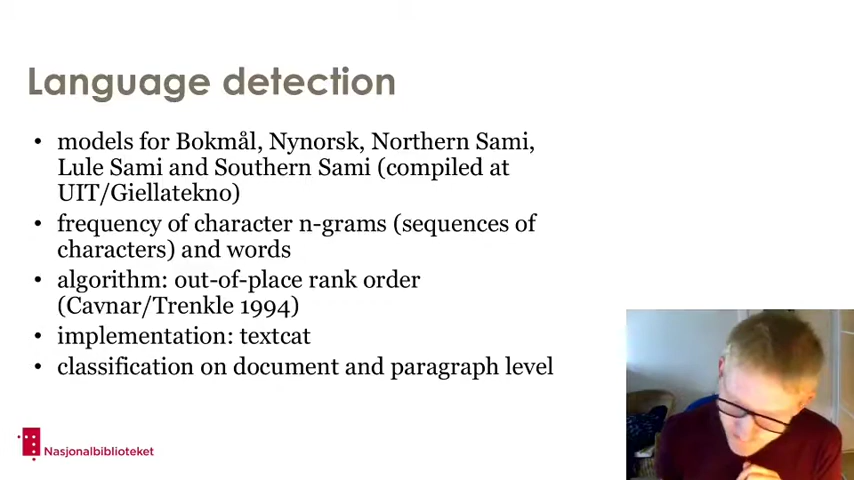 Language detection
• models for Bokmål, Nynorsk, Northern Sami,
Lule Sami and Southern Sami (compiled at
UIT/Giellatekno)
• frequency of character n-grams (sequences of
characters) and words
• algorithm: out-of-place rank order
(Cavnar/Trenkle 1994)
• implementation: textcat
• classification on document and paragraph level
Nasjonalbiblioteket